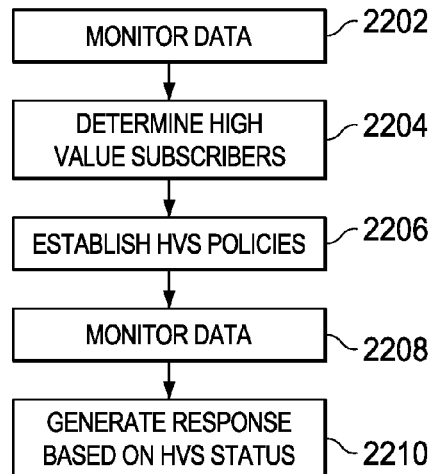 MONITOR DATA
2202
DETERMINE HIGH
VALUE SUBSCRIBERS
2204
ESTABLISH HVS POLICIES
2206
MONITOR DATA
2208
GENERATE RESPONSE
BASED ON HVS STATUS
2210